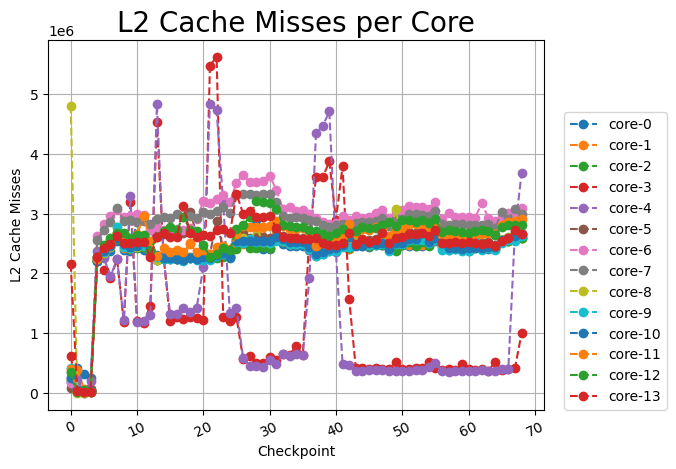 L2 Cache Misses per Core
1e6
5
4
3
2
1
0
L2 Cache Misses
0
10
20
30
40
50
60
70
Checkpoint
core-0
core-1
core-2
core-3
core-4
core-5
core-6
core-7
core-8
core-9
core-10
core-11
core-12
core-13